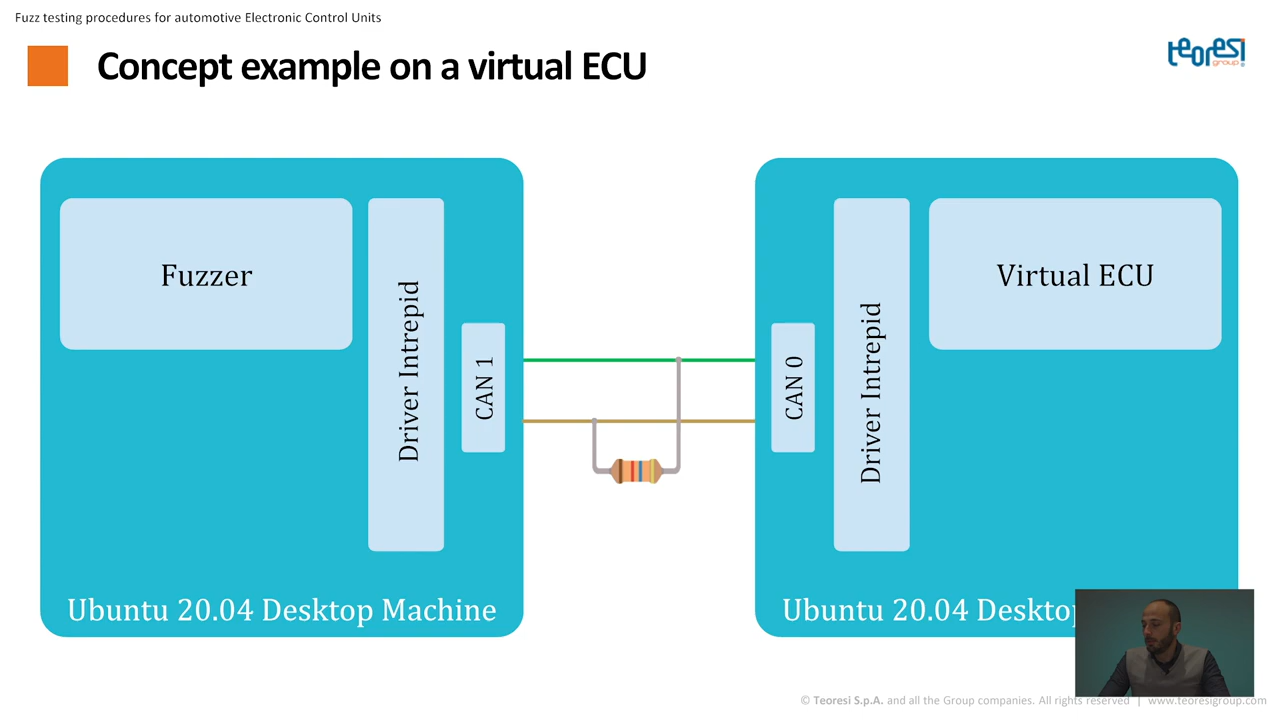 Fuzz testing procedures for automotive Electronic Control Units
Concept example on a virtual ECU
teoresi
group
Fuzzer
Driver Intrepid
CAN 1
CAN 0
Driver Intrepid
Virtual ECU
Ubuntu 20.04 Desktop Machine
Ubuntu 20.04 Deskto
© Teoresi S.p.A. and all the Group companies. All rights reserved | www.teoresigroup.com